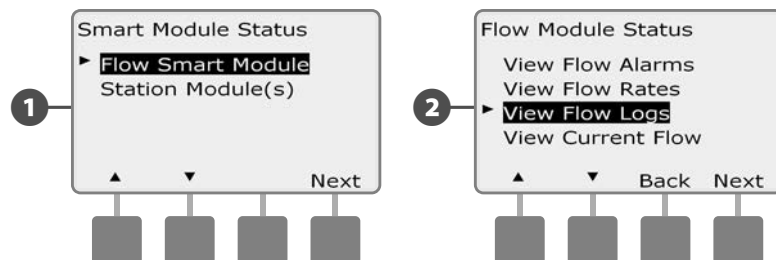 Smart Module Status
► Flow Smart Module
Station Module(s)
▲ ▼ Next
1
Flow Module Status
View Flow Alarms
View Flow Rates
► View Flow Logs
View Current Flow
▲ ▼ Back Next
2